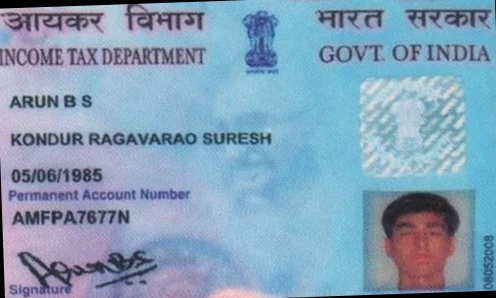 आयकर विभाग
भारत सरकार
INCOME TAX DEPARTMENT
GOVT. OF INDIA
ARUN B S
KONDUR RAGAVARAO SURESH
05/06/1985
Permanent Account Number
AMFPA7677N
Arun B S
Signature
08052008